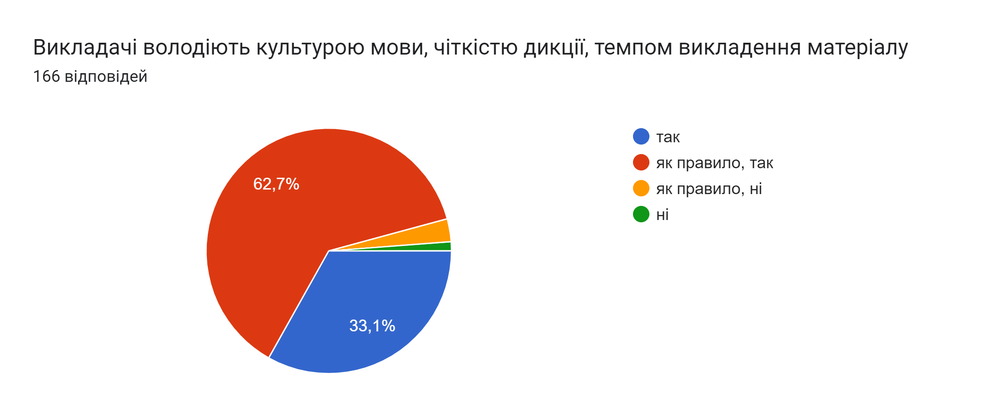 Викладачі володіють культурою мови, чіткістю дикції, темпом викладення матеріалу
166 відповідей
62,7%
33,1%
так
як правило, так
як правило, ні
ні